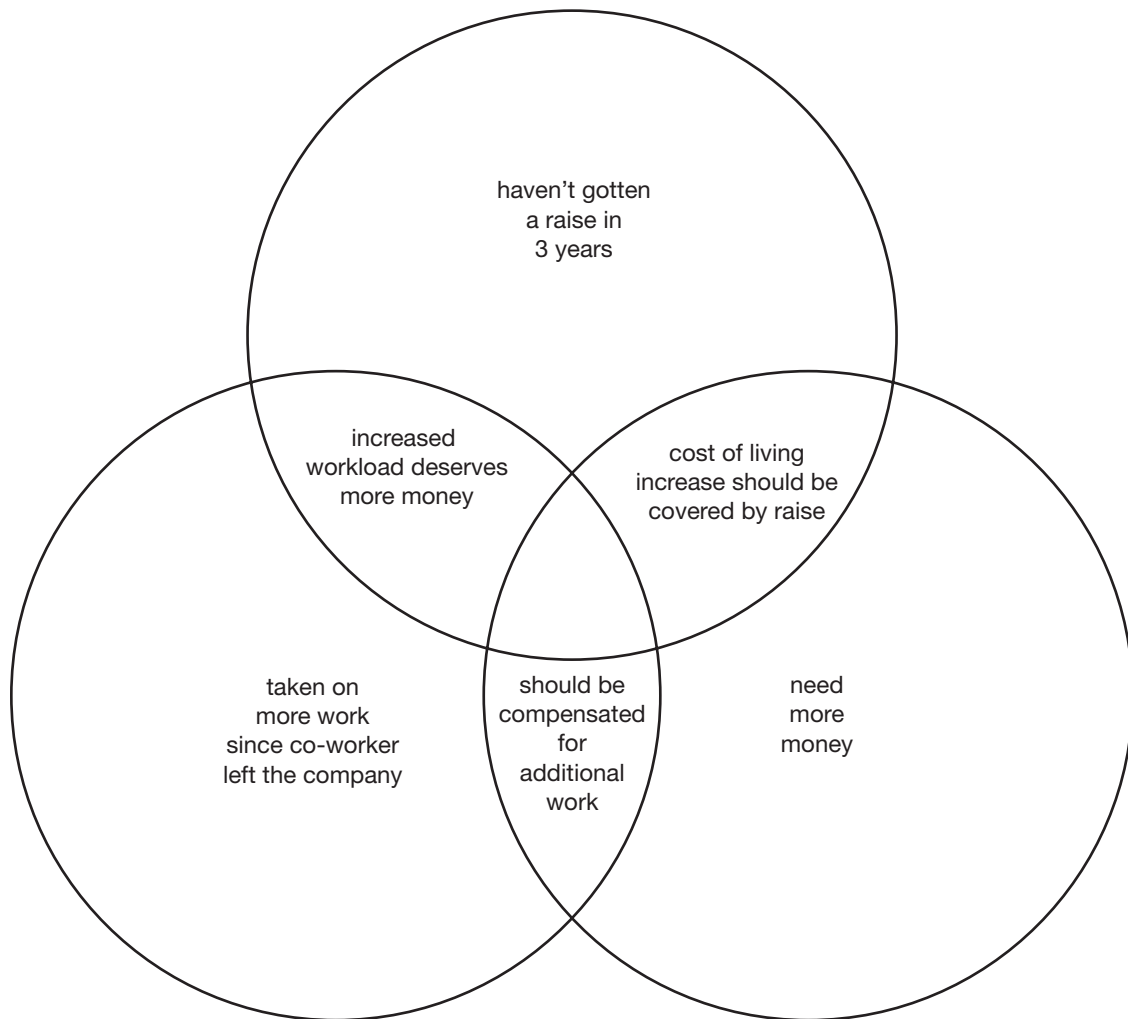 haven’t gotten
a raise in
3 years
increased
workload deserves
more money
cost of living
increase should be
covered by raise
taken on
more work
since co-worker
left the company
should be
compensated
for
additional
work
need
more
money